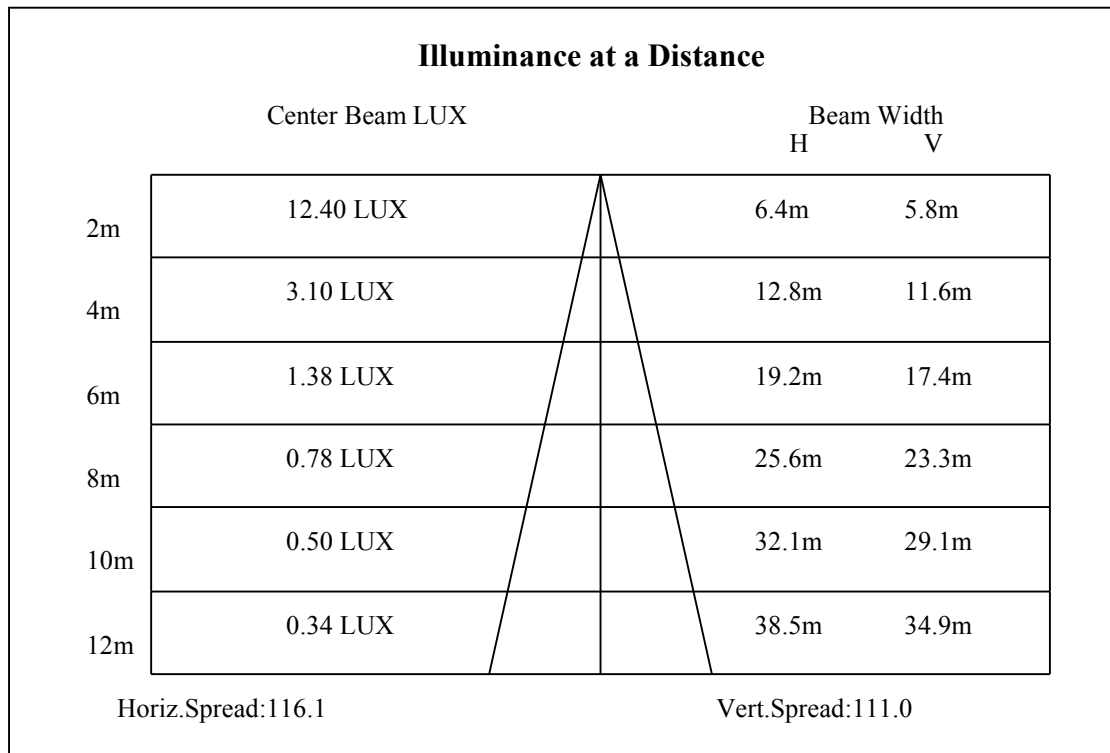 Illuminance at a Distance
Center Beam LUX Beam Width
H V
2m 12.40 LUX 6.4m 5.8m
4m 3.10 LUX 12.8m 11.6m
6m 1.38 LUX 19.2m 17.4m
8m 0.78 LUX 25.6m 23.3m
10m 0.50 LUX 32.1m 29.1m
12m 0.34 LUX 38.5m 34.9m
Horiz.Spread:116.1 Vert.Spread:111.0